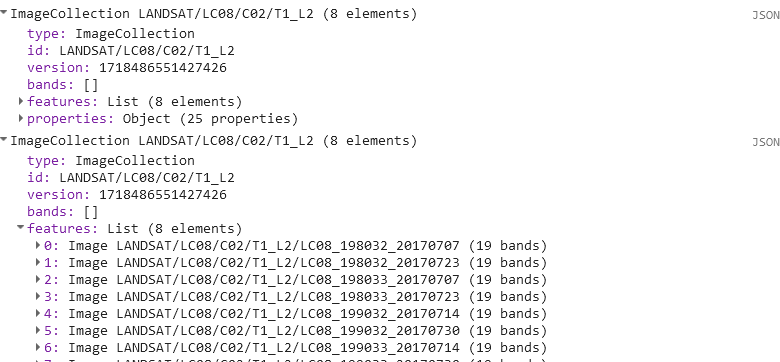 ImageCollection LANDSAT/LC08/C02/T1_L2 (8 elements) JSON
type: ImageCollection
id: LANDSAT/LC08/C02/T1_L2
version: 1718486551427426
bands: []
features: List (8 elements)
properties: Object (25 properties)
ImageCollection LANDSAT/LC08/C02/T1_L2 (8 elements) JSON
type: ImageCollection
id: LANDSAT/LC08/C02/T1_L2
version: 1718486551427426
bands: []
features: List (8 elements)
0: Image LANDSAT/LC08/C02/T1_L2/LC08_198032_20170707 (19 bands)
1: Image LANDSAT/LC08/C02/T1_L2/LC08_198032_20170723 (19 bands)
2: Image LANDSAT/LC08/C02/T1_L2/LC08_198033_20170707 (19 bands)
3: Image LANDSAT/LC08/C02/T1_L2/LC08_198033_20170723 (19 bands)
4: Image LANDSAT/LC08/C02/T1_L2/LC08_199032_20170714 (19 bands)
5: Image LANDSAT/LC08/C02/T1_L2/LC08_199032_20170730 (19 bands)
6: Image LANDSAT/LC08/C02/T1_L2/LC08_199033_20170714 (19 bands)